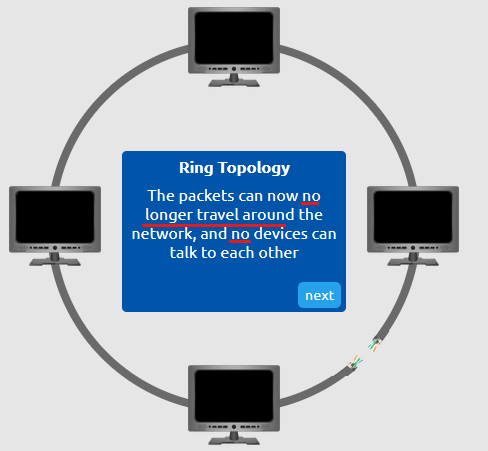 Ring Topology
The packets can now no
longer travel around the
network, and no devices can
talk to each other
next